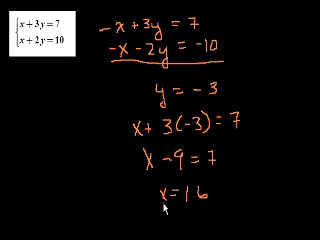 x + 3y = 7
x + 2y = 10
- x + 3y = 7
- x - 2y = -10
y = - 3
x + 3(-3) = 7
x - 9 = 7
x = 16